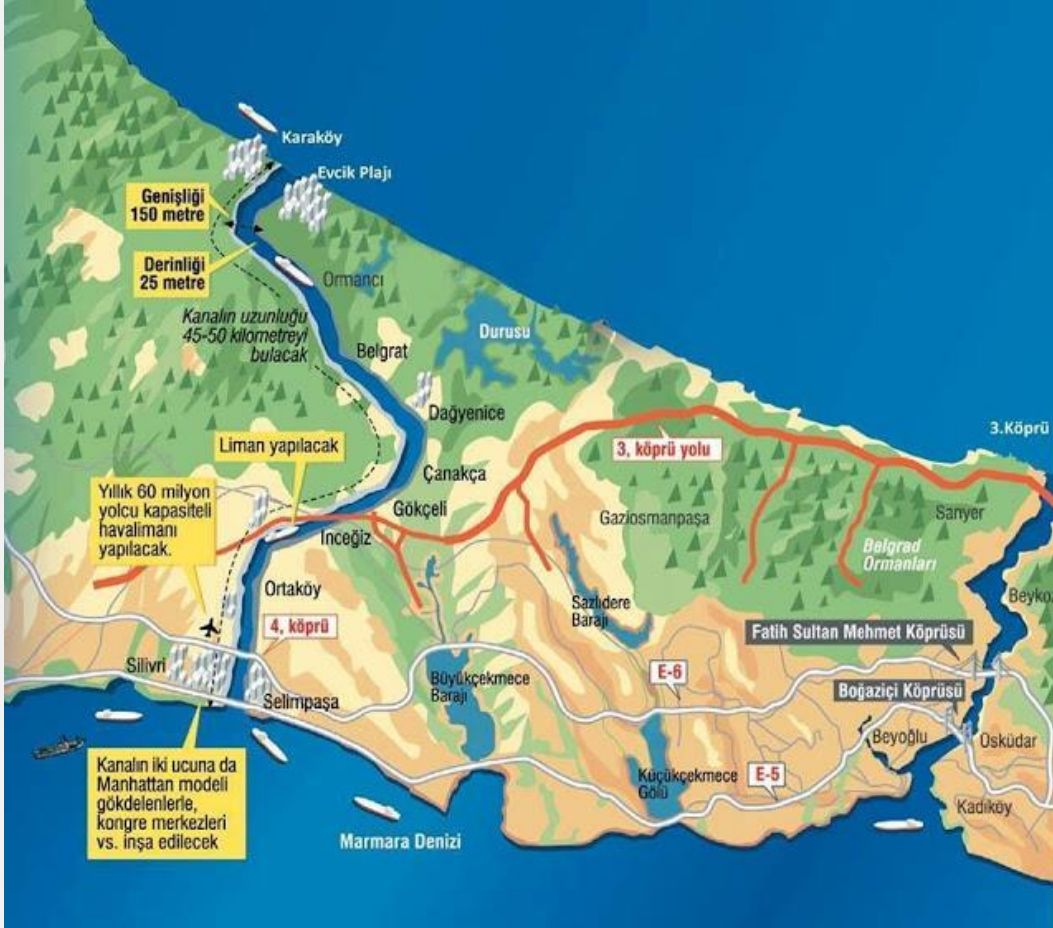 Karaköy
Evcik Plajı
Genişliği
150 metre
Derinliği
25 metre
Ormancı
Kanalın uzunluğu
45-50 kilometreyi
bulacak
Durusu
Belgrat
Dağyenice
3.Köprü
Liman yapılacak
3, köprü yolu
Çanakça
Yıllık 60 milyon
yolcu kapasiteli
havalimanı
yapılacak.
Gökçeli
Gaziosmanpaşa
Sarıyer
İnceğiz
Belgrad
Ormanları
Ortaköy
Sazlıdere
Barajı
Beykoz
4, köprü
Fatih Sultan Mehmet Köprüsü
Silivri
E-6
Büyükçekmece
Barajı
Selimpaşa
Boğaziçi Köprüsü
Beyoğlu
Osküdar
Kanalın iki ucuna da
Manhattan modeli
gökdelenlerle,
kongre merkezleri
vs. inşa edilecek
Küçükçekmece
Gölü
E-5
Kadıköy
Marmara Denizi